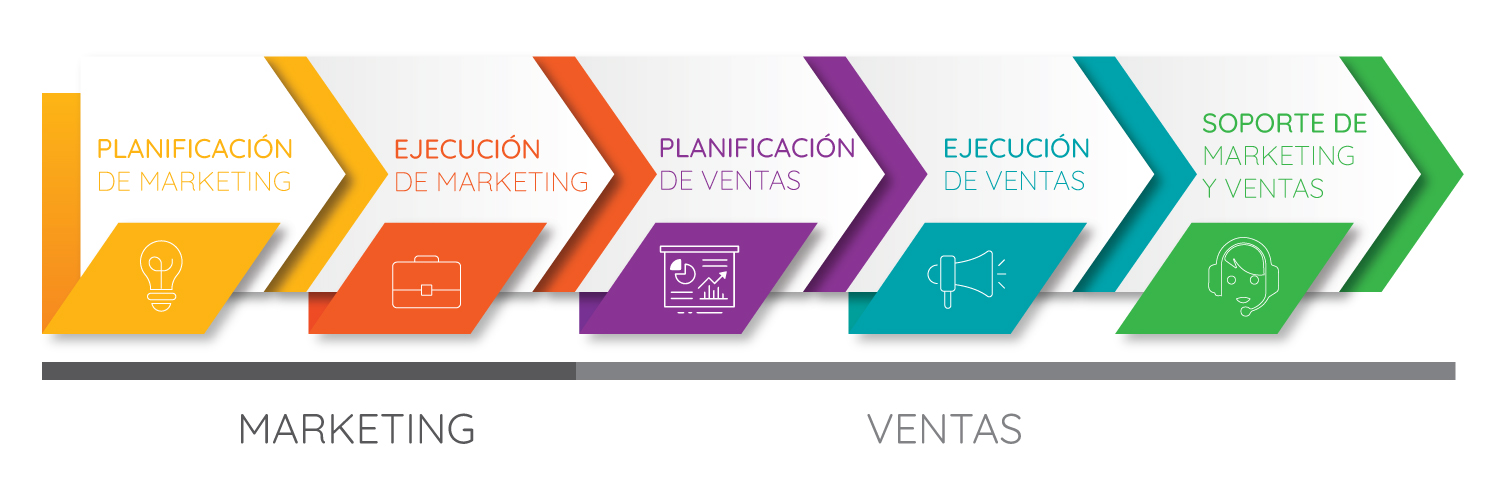 PLANIFICACIÓN
DE MARKETING
EJECUCIÓN
DE MARKETING
PLANIFICACIÓN
DE VENTAS
EJECUCIÓN
DE VENTAS
SOPORTE DE
MARKETING
Y VENTAS
MARKETING
VENTAS